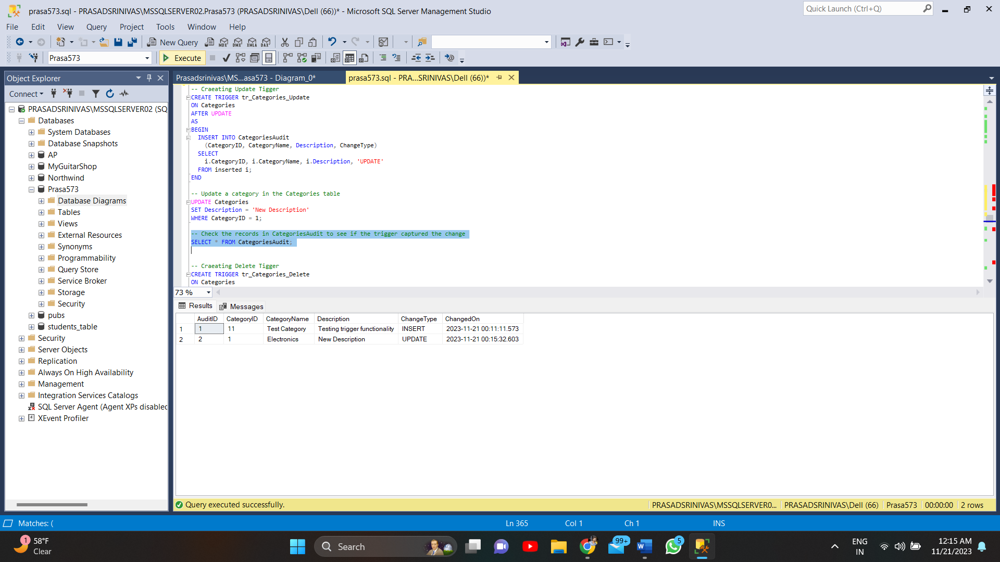 prasa573.sql - PRASADSRINIVAS\MSSQLSERVER02.Prasa573 (PRASADSRINIVAS\Dell (66))* - Microsoft SQL Server Management Studio
Quick Launch (Ctrl+Q)
File Edit View Query Project Tools Window Help
New Query
MDX DMX XMLA DAX
Prasa573
Execute
Object Explorer
Connect
PRASADSRINIVAS\MSSQLSERVER02 (SQ
Databases
System Databases
Database Snapshots
AP
MyGuitarShop
Northwind
Prasa573
Database Diagrams
Tables
Views
External Resources
Synonyms
Programmability
Query Store
Service Broker
Storage
Security
pubs
students_table
Security
Server Objects
Replication
Always On High Availability
Management
Integration Services Catalogs
SQL Server Agent (Agent XPs disabled
XEvent Profiler
Prasadsrinivas\MS...asa573 - Diagram_0*
prasa573.sql - PRA...SRINIVAS\Dell (66))*
-- Craeating Update Tigger
CREATE TRIGGER tr_Categories_Update
ON Categories
AFTER UPDATE
AS
BEGIN
INSERT INTO CategoriesAudit
(CategoryID, CategoryName, Description, ChangeType)
SELECT
i.CategoryID, i.CategoryName, i.Description, 'UPDATE'
FROM inserted i;
END
-- Update a category in the Categories table
UPDATE Categories
SET Description = 'New Description'
WHERE CategoryID = 1;
-- Check the records in CategoriesAudit to see if the trigger captured the change
SELECT * FROM CategoriesAudit;
-- Craeating Delete Tigger
CREATE TRIGGER tr_Categories_Delete
ON Categories
73 %
Results Messages
AuditID CategoryID CategoryName Description ChangeType ChangedOn
1 1 11 Test Category Testing trigger functionality INSERT 2023-11-21 00:11:11.573
2 2 1 Electronics New Description UPDATE 2023-11-21 00:15:32.603
Query executed successfully.
PRASADSRINIVAS\MSSQLSERVER0... PRASADSRINIVAS\Dell (66) Prasa573 00:00:00 2 rows
Matches: (
Ln 365 Col 1 Ch 1 INS
1
58°F
Clear
Search
99+
W
5
ENG
IN
12:15 AM
11/21/2023